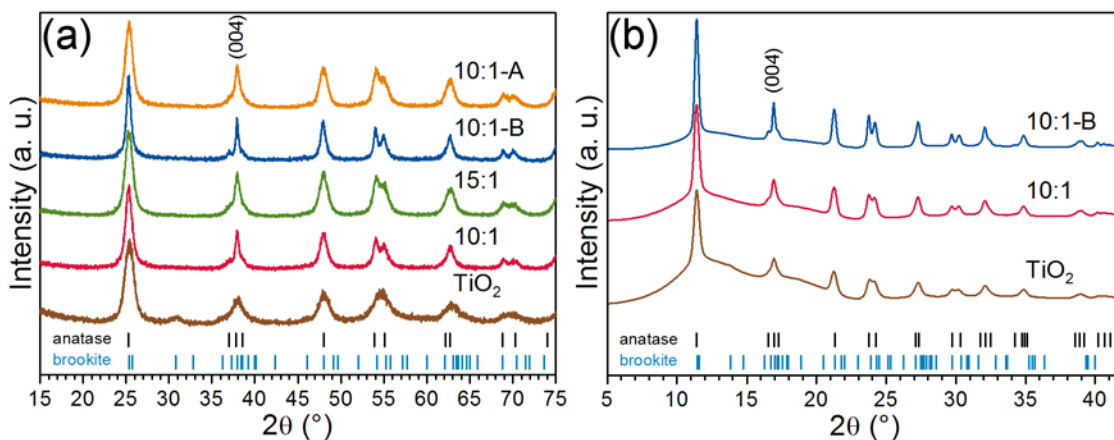 (a)
(004)
10:1-A
10:1-B
15:1
10:1
TiO₂
anatase
brookite
Intensity (a. u.)
15 20 25 30 35 40 45 50 55 60 65 70 75
2θ (°)
(b)
(004)
10:1-B
10:1
TiO₂
anatase
brookite
Intensity (a. u.)
5 10 15 20 25 30 35 40
2θ (°)